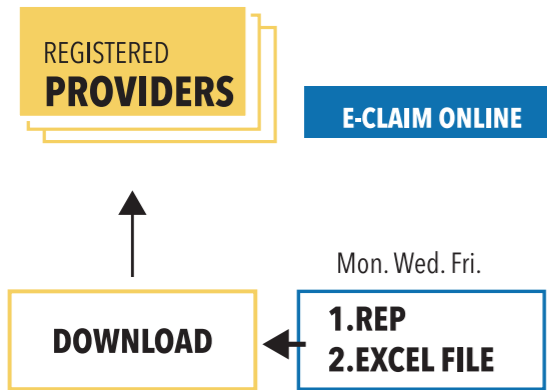 REGISTERED
PROVIDERS
E-CLAIM ONLINE
Mon. Wed. Fri.
DOWNLOAD
1.REP
2.EXCEL FILE